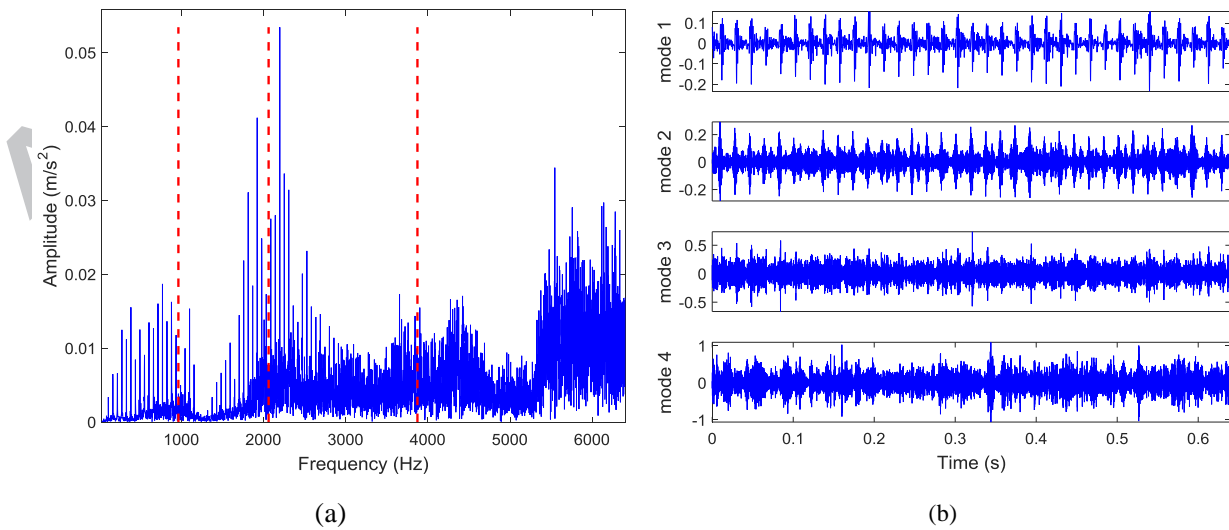 0.05
0.04
0.03
0.02
0.01
0
Amplitude (m/s²)
1000 2000 3000 4000 5000 6000
Frequency (Hz)
(a)
mode 1
0.1
0
-0.1
-0.2
mode 2
0.2
0
-0.2
mode 3
0.5
0
-0.5
mode 4
1
0
-1
0 0.1 0.2 0.3 0.4 0.5 0.6
Time (s)
(b)